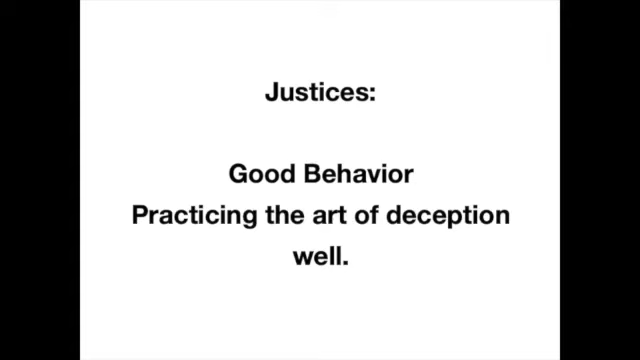 Justices:
Good Behavior
Practicing the art of deception
well.